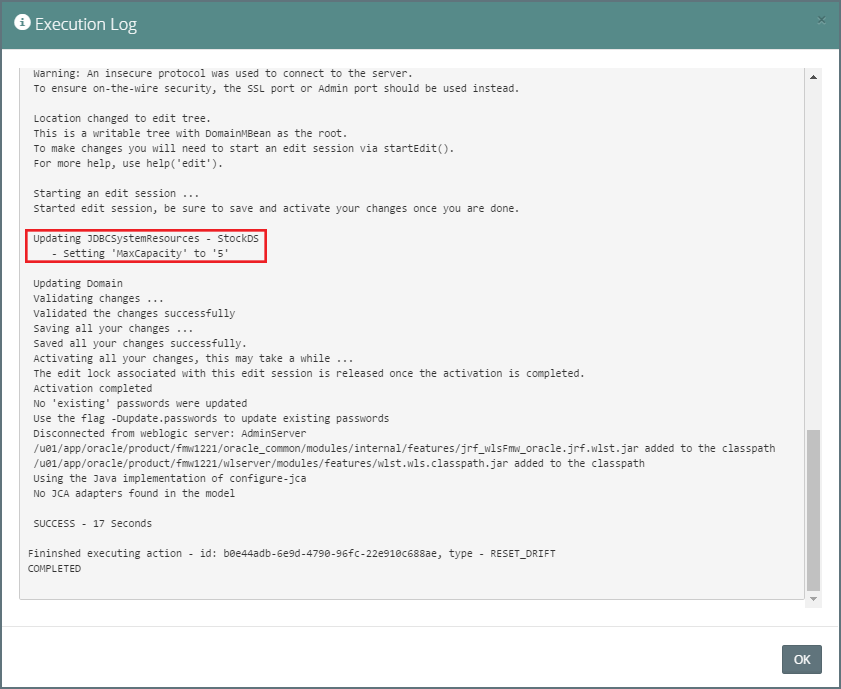 Execution Log
×
Warning: An insecure protocol was used to connect to the server.
To ensure on-the-wire security, the SSL port or Admin port should be used instead.
Location changed to edit tree.
This is a writable tree with DomainMBean as the root.
To make changes you will need to start an edit session via startEdit().
For more help, use help('edit').
Starting an edit session ...
Started edit session, be sure to save and activate your changes once you are done.
Updating JDBCSystemResources - StockDS
- Setting 'MaxCapacity' to '5'
Updating Domain
Validating changes ...
Validated the changes successfully
Saving all your changes ...
Saved all your changes successfully.
Activating all your changes, this may take a while ...
The edit lock associated with this edit session is released once the activation is completed.
Activation completed
No 'existing' passwords were updated
Use the flag -Dupdate.passwords to update existing passwords
Disconnected from weblogic server: AdminServer
/u01/app/oracle/product/fmw1221/oracle_common/modules/internal/features/jrf_wlsFmw_oracle.jrf.wlst.jar added to the classpath
/u01/app/oracle/product/fmw1221/wlserver/modules/features/wlst.wls.classpath.jar added to the classpath
Using the Java implementation of configure-jca
No JCA adapters found in the model
SUCCESS - 17 Seconds
Fininshed executing action - id: b0e44adb-6e9d-4790-96fc-22e910c688ae, type - RESET_DRIFT
COMPLETED
OK